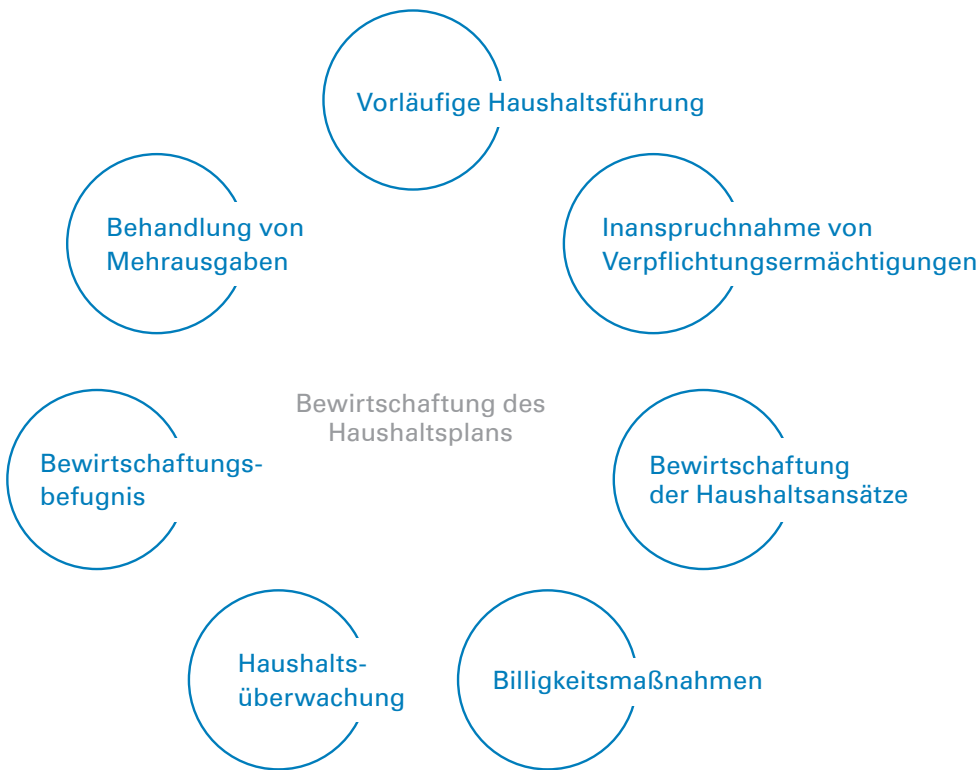 Vorläufige Haushaltsführung
Behandlung von
Mehrausgaben
Inanspruchnahme von
Verpflichtungsermächtigungen
Bewirtschaftung des
Haushaltsplans
Bewirtschaftungs-
befugnis
Bewirtschaftung
der Haushaltsansätze
Haushalts-
überwachung
Billigkeitsmaßnahmen